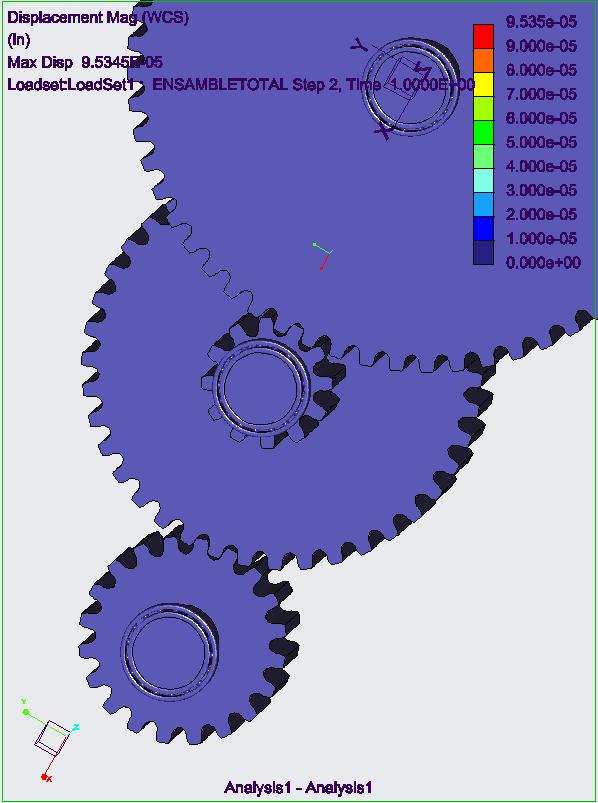 Displacement Mag (WCS)
(In)
Max Disp 9.5345E-05
Loadset:LoadSet1 : ENSAMBLETOTAL Step 2, Time 1.0000E+00
9.535e-05
9.000e-05
8.000e-05
7.000e-05
6.000e-05
5.000e-05
4.000e-05
3.000e-05
2.000e-05
1.000e-05
0.000e+00
Y
X
Y
Z
X
Analysis1 - Analysis1